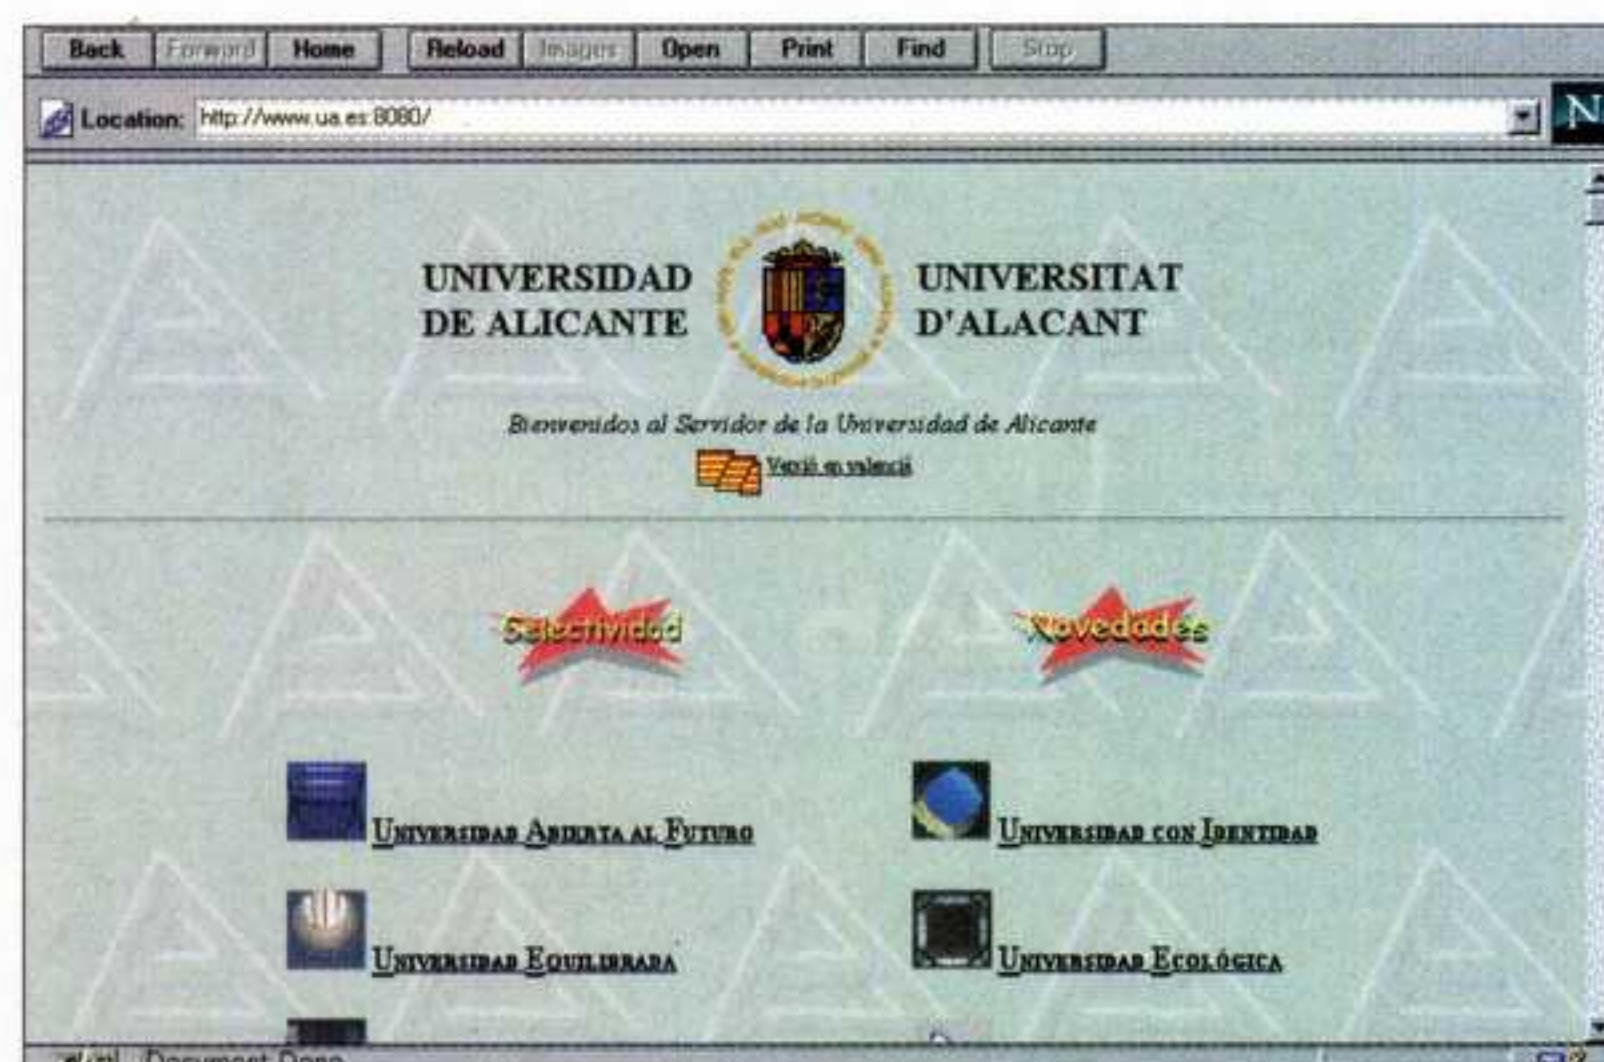 Back Forward Home Reload Images Open Print Find Stop
Location: http://www.ua.es:8080/
N
UNIVERSIDAD
DE ALICANTE
UNIVERSITAT
D'ALACANT
Bienvenidos al Servidor de la Universidad de Alicante
Versió en valencià
Selectividad
Novedades
UNIVERSIDAD ABIERTA AL FUTURO
UNIVERSIDAD CON IDENTIDAD
UNIVERSIDAD EQUILIBRADA
UNIVERSIDAD ECOLÓGICA
Document: Done